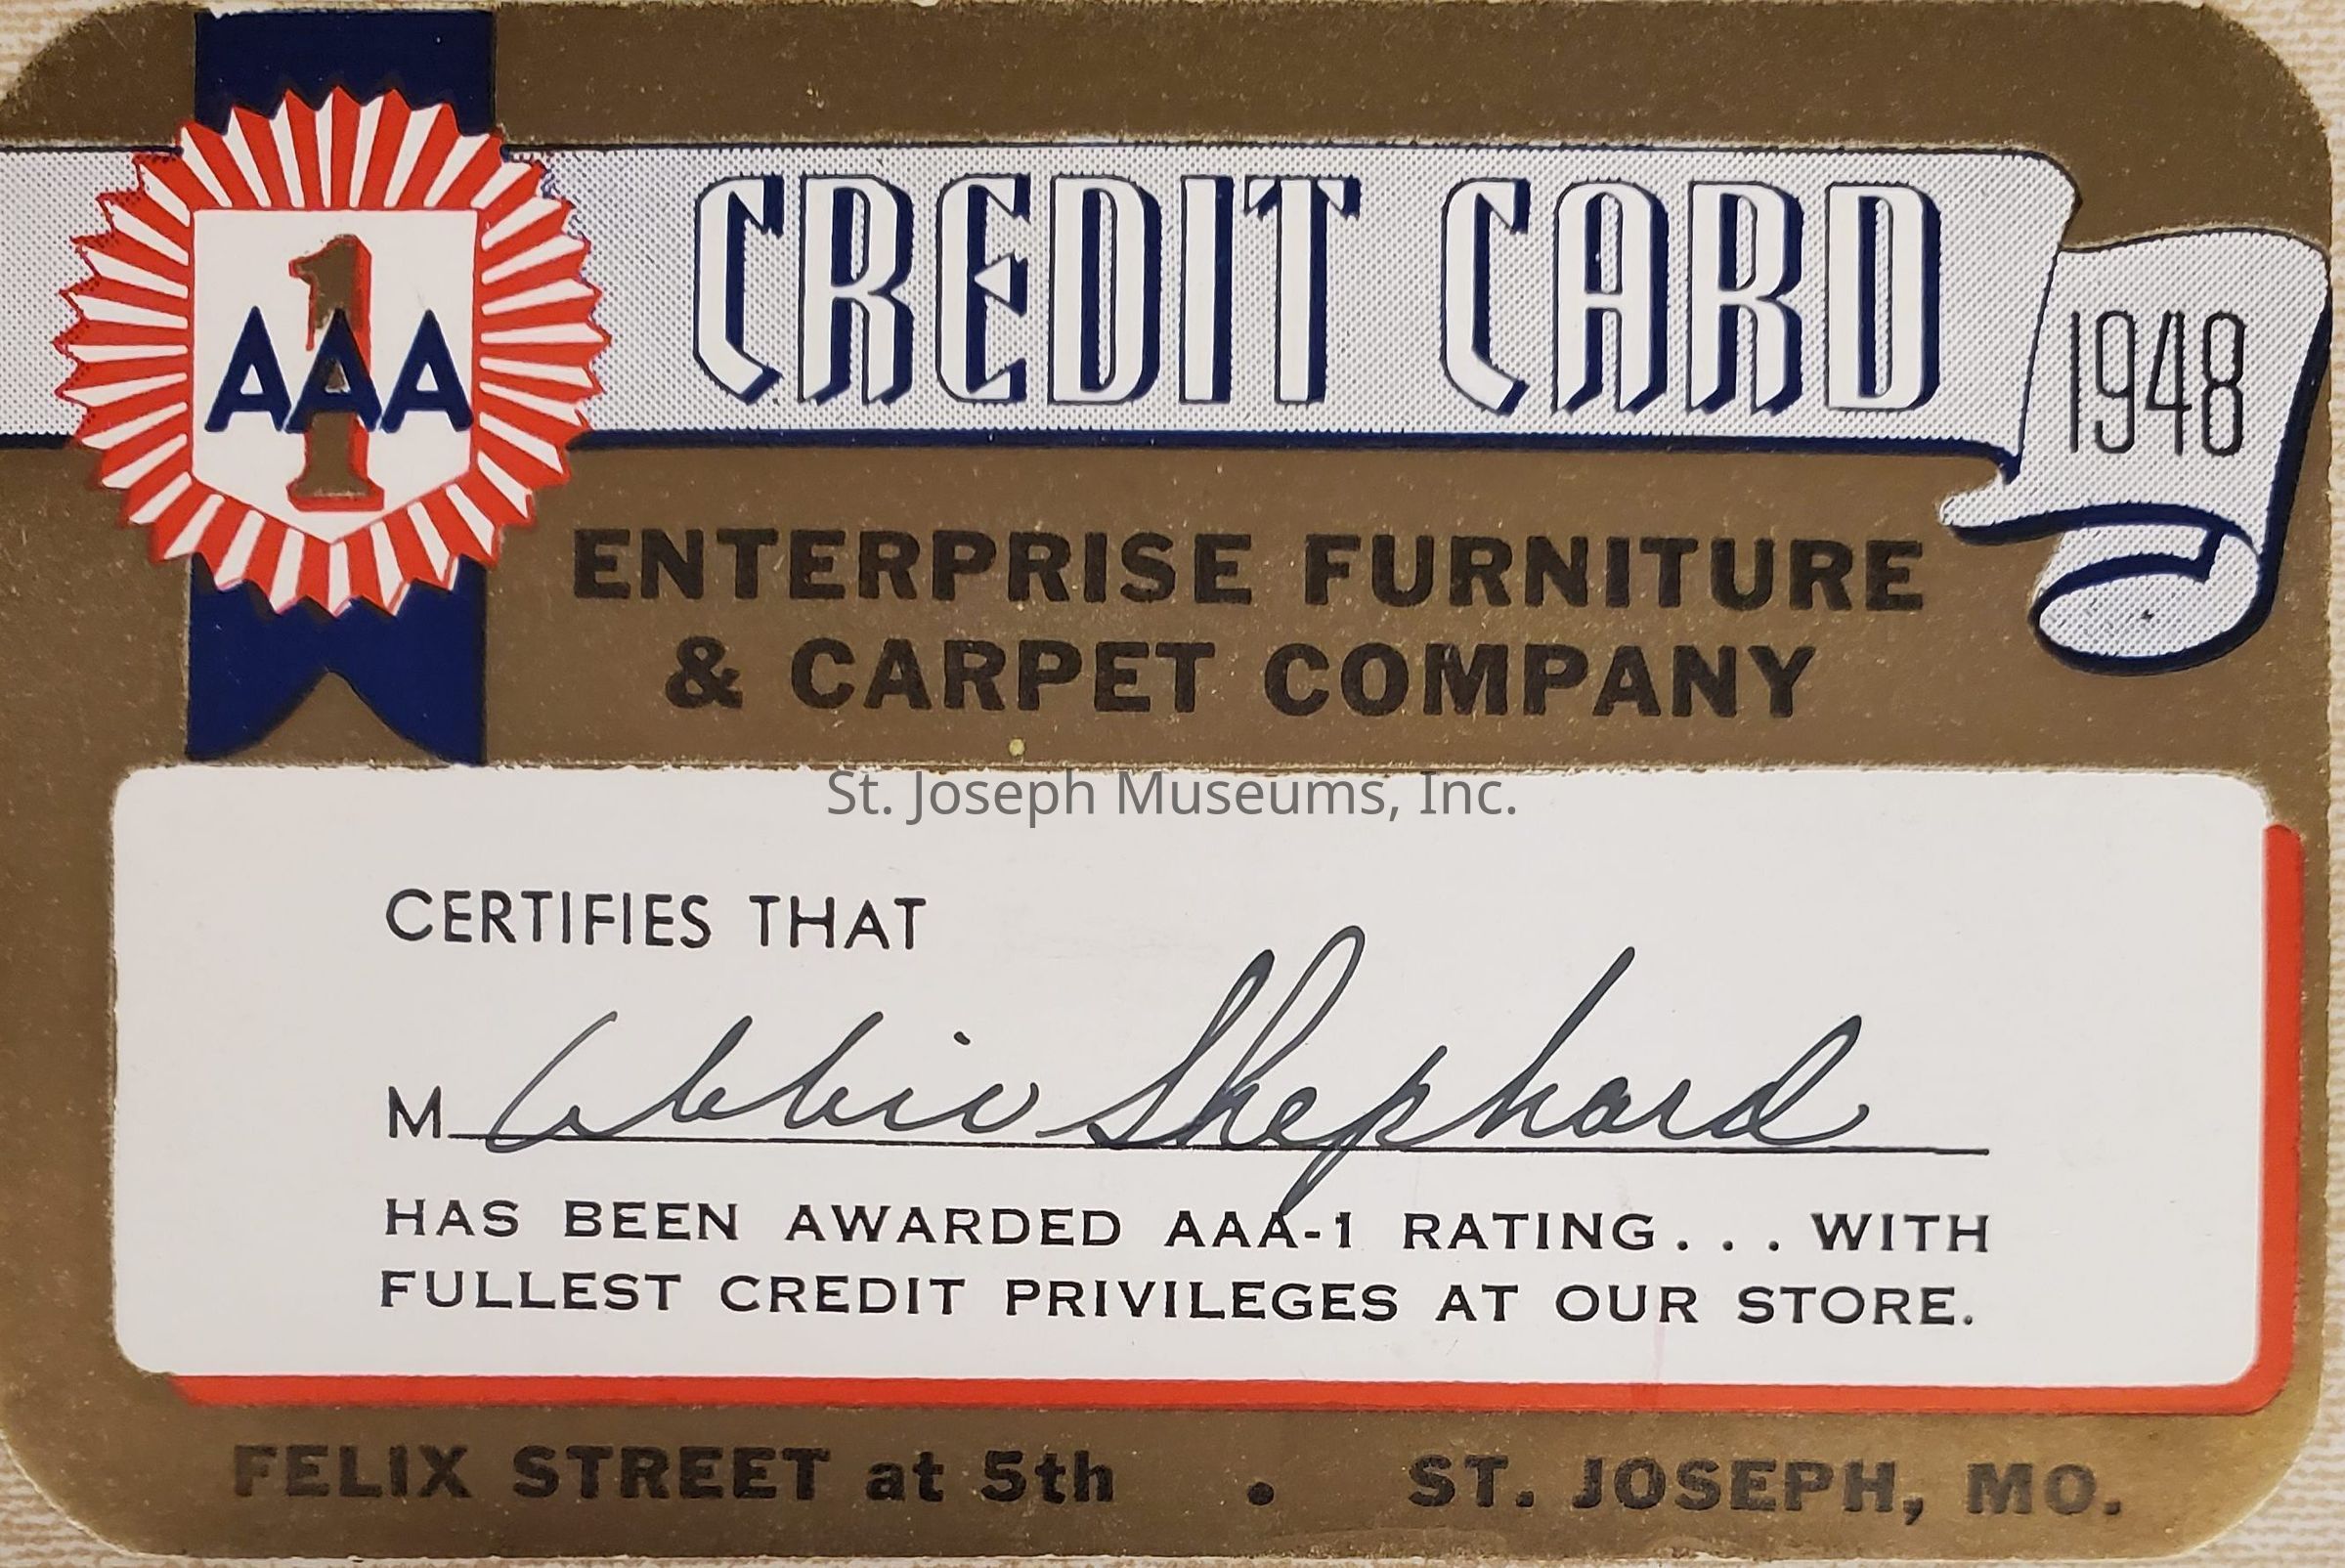 1
AAA
CREDIT CARD
1948
ENTERPRISE FURNITURE
& CARPET COMPANY
St. Joseph Museums, Inc.
CERTIFIES THAT
M Abbie Shephard
HAS BEEN AWARDED AAA-1 RATING... WITH
FULLEST CREDIT PRIVILEGES AT OUR STORE.
FELIX STREET at 5th • ST. JOSEPH, MO.